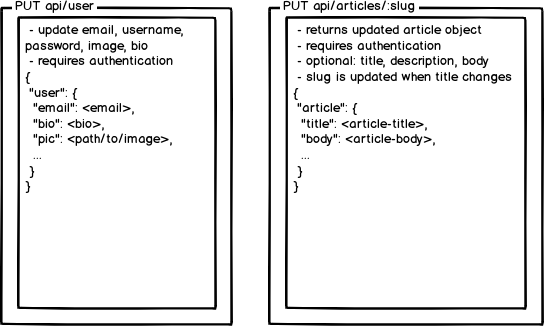 PUT api/user
- update email, username,
password, image, bio
- requires authentication
{
"user": {
"email": <email>,
"bio": <bio>,
"pic": <path/to/image>,
...
}
}
PUT api/articles/:slug
- returns updated article object
- requires authentication
- optional: title, description, body
- slug is updated when title changes
{
"article": {
"title": <article-title>,
"body": <article-body>,
...
}
}